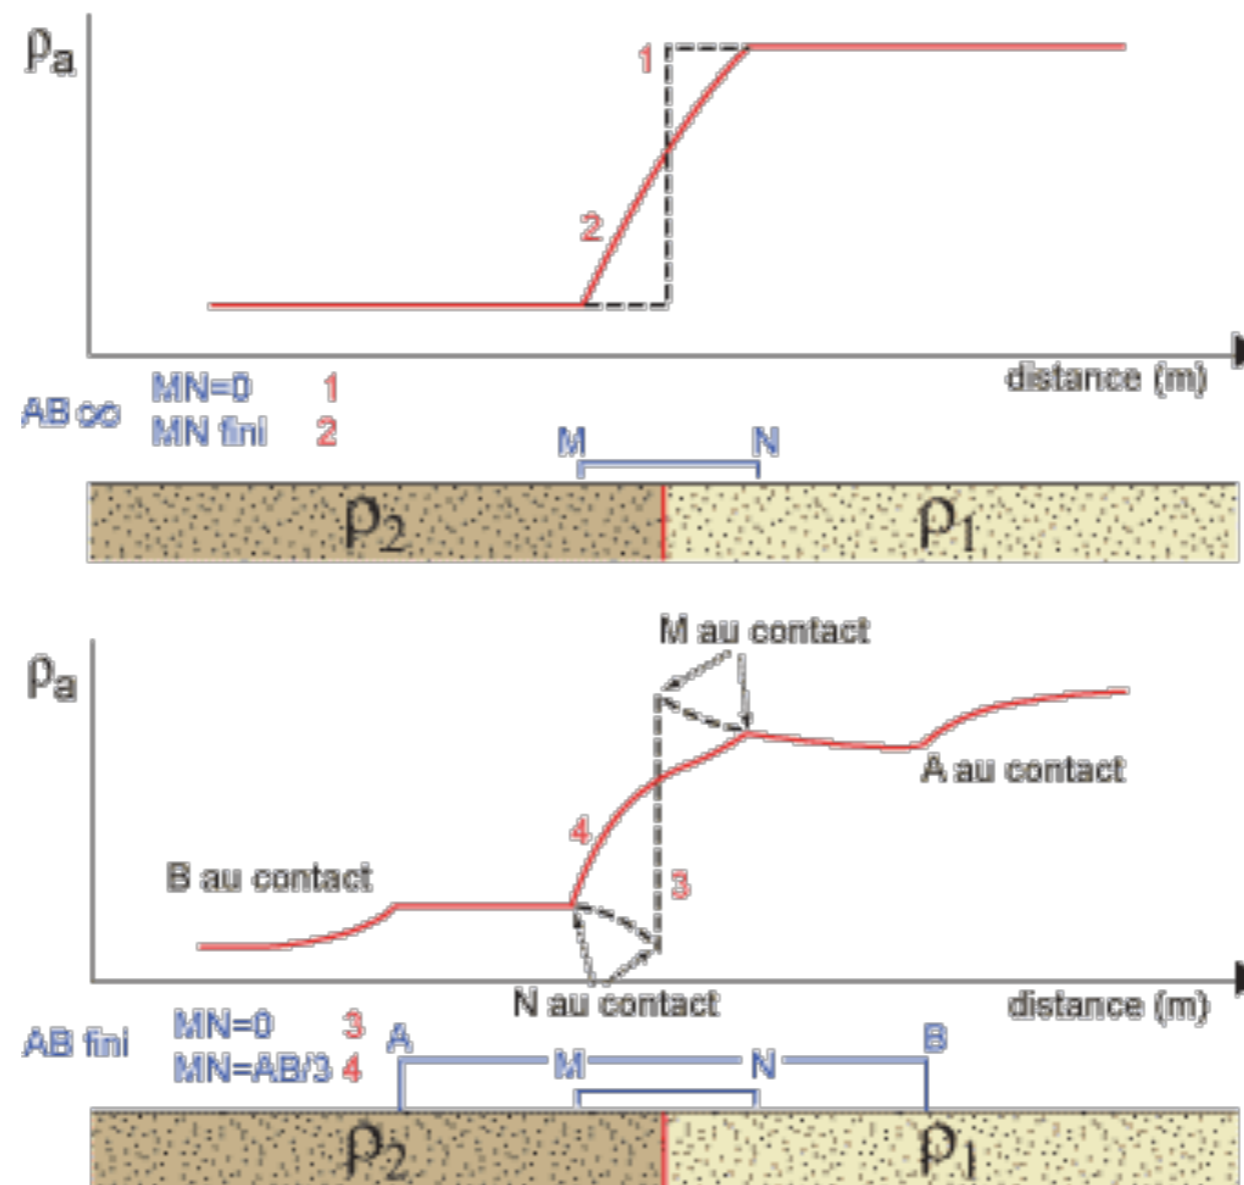 ρa
1
2
distance (m)
AB ∞
MN=0 1
MN fini 2
M N
ρ2 ρ1
M au contact
ρa
A au contact
4
B au contact
3
N au contact
distance (m)
AB fini
MN=0 3
MN=AB/3 4
A M N B
ρ2 ρ1